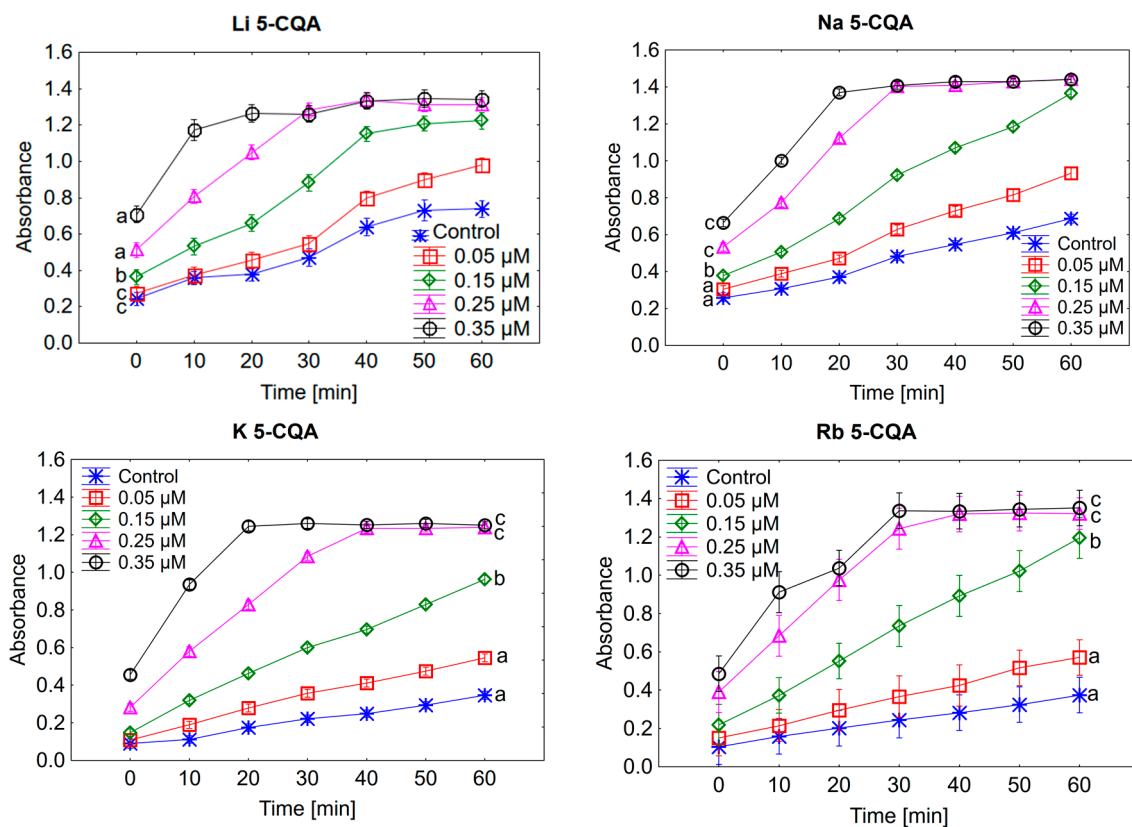 Li 5-CQA
Absorbance
1.6
1.4
1.2
1.0
0.8
0.6
0.4
0.2
0.0
a
a
b
c
c
Control
0.05 µM
0.15 µM
0.25 µM
0.35 µM
0 10 20 30 40 50 60
Time [min]
Na 5-CQA
Absorbance
1.6
1.4
1.2
1.0
0.8
0.6
0.4
0.2
0.0
c
c
b
a
a
Control
0.05 µM
0.15 µM
0.25 µM
0.35 µM
0 10 20 30 40 50 60
Time [min]
K 5-CQA
Absorbance
1.6
1.4
1.2
1.0
0.8
0.6
0.4
0.2
0.0
Control
0.05 µM
0.15 µM
0.25 µM
0.35 µM
c
c
b
a
a
0 10 20 30 40 50 60
Time [min]
Rb 5-CQA
Absorbance
1.6
1.4
1.2
1.0
0.8
0.6
0.4
0.2
0.0
Control
0.05 µM
0.15 µM
0.25 µM
0.35 µM
c
c
b
a
a
0 10 20 30 40 50 60
Time [min]